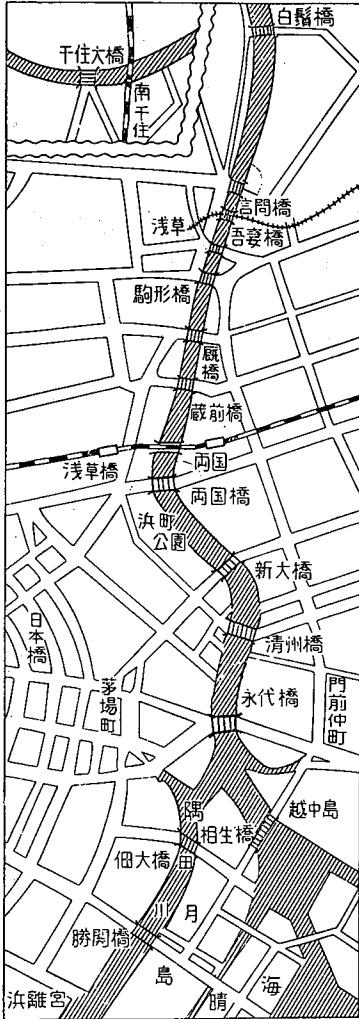 白鬚橋
千住大橋
南千住
言問橋
浅草
吾妻橋
駒形橋
厩橋
蔵前橋
浅草橋
両国
両国橋
浜町公園
新大橋
日本橋
清州橋
茅場町
永代橋
門前仲町
隅田川
相生橋
越中島
佃大橋
月島
勝関橋
晴海
浜離宮